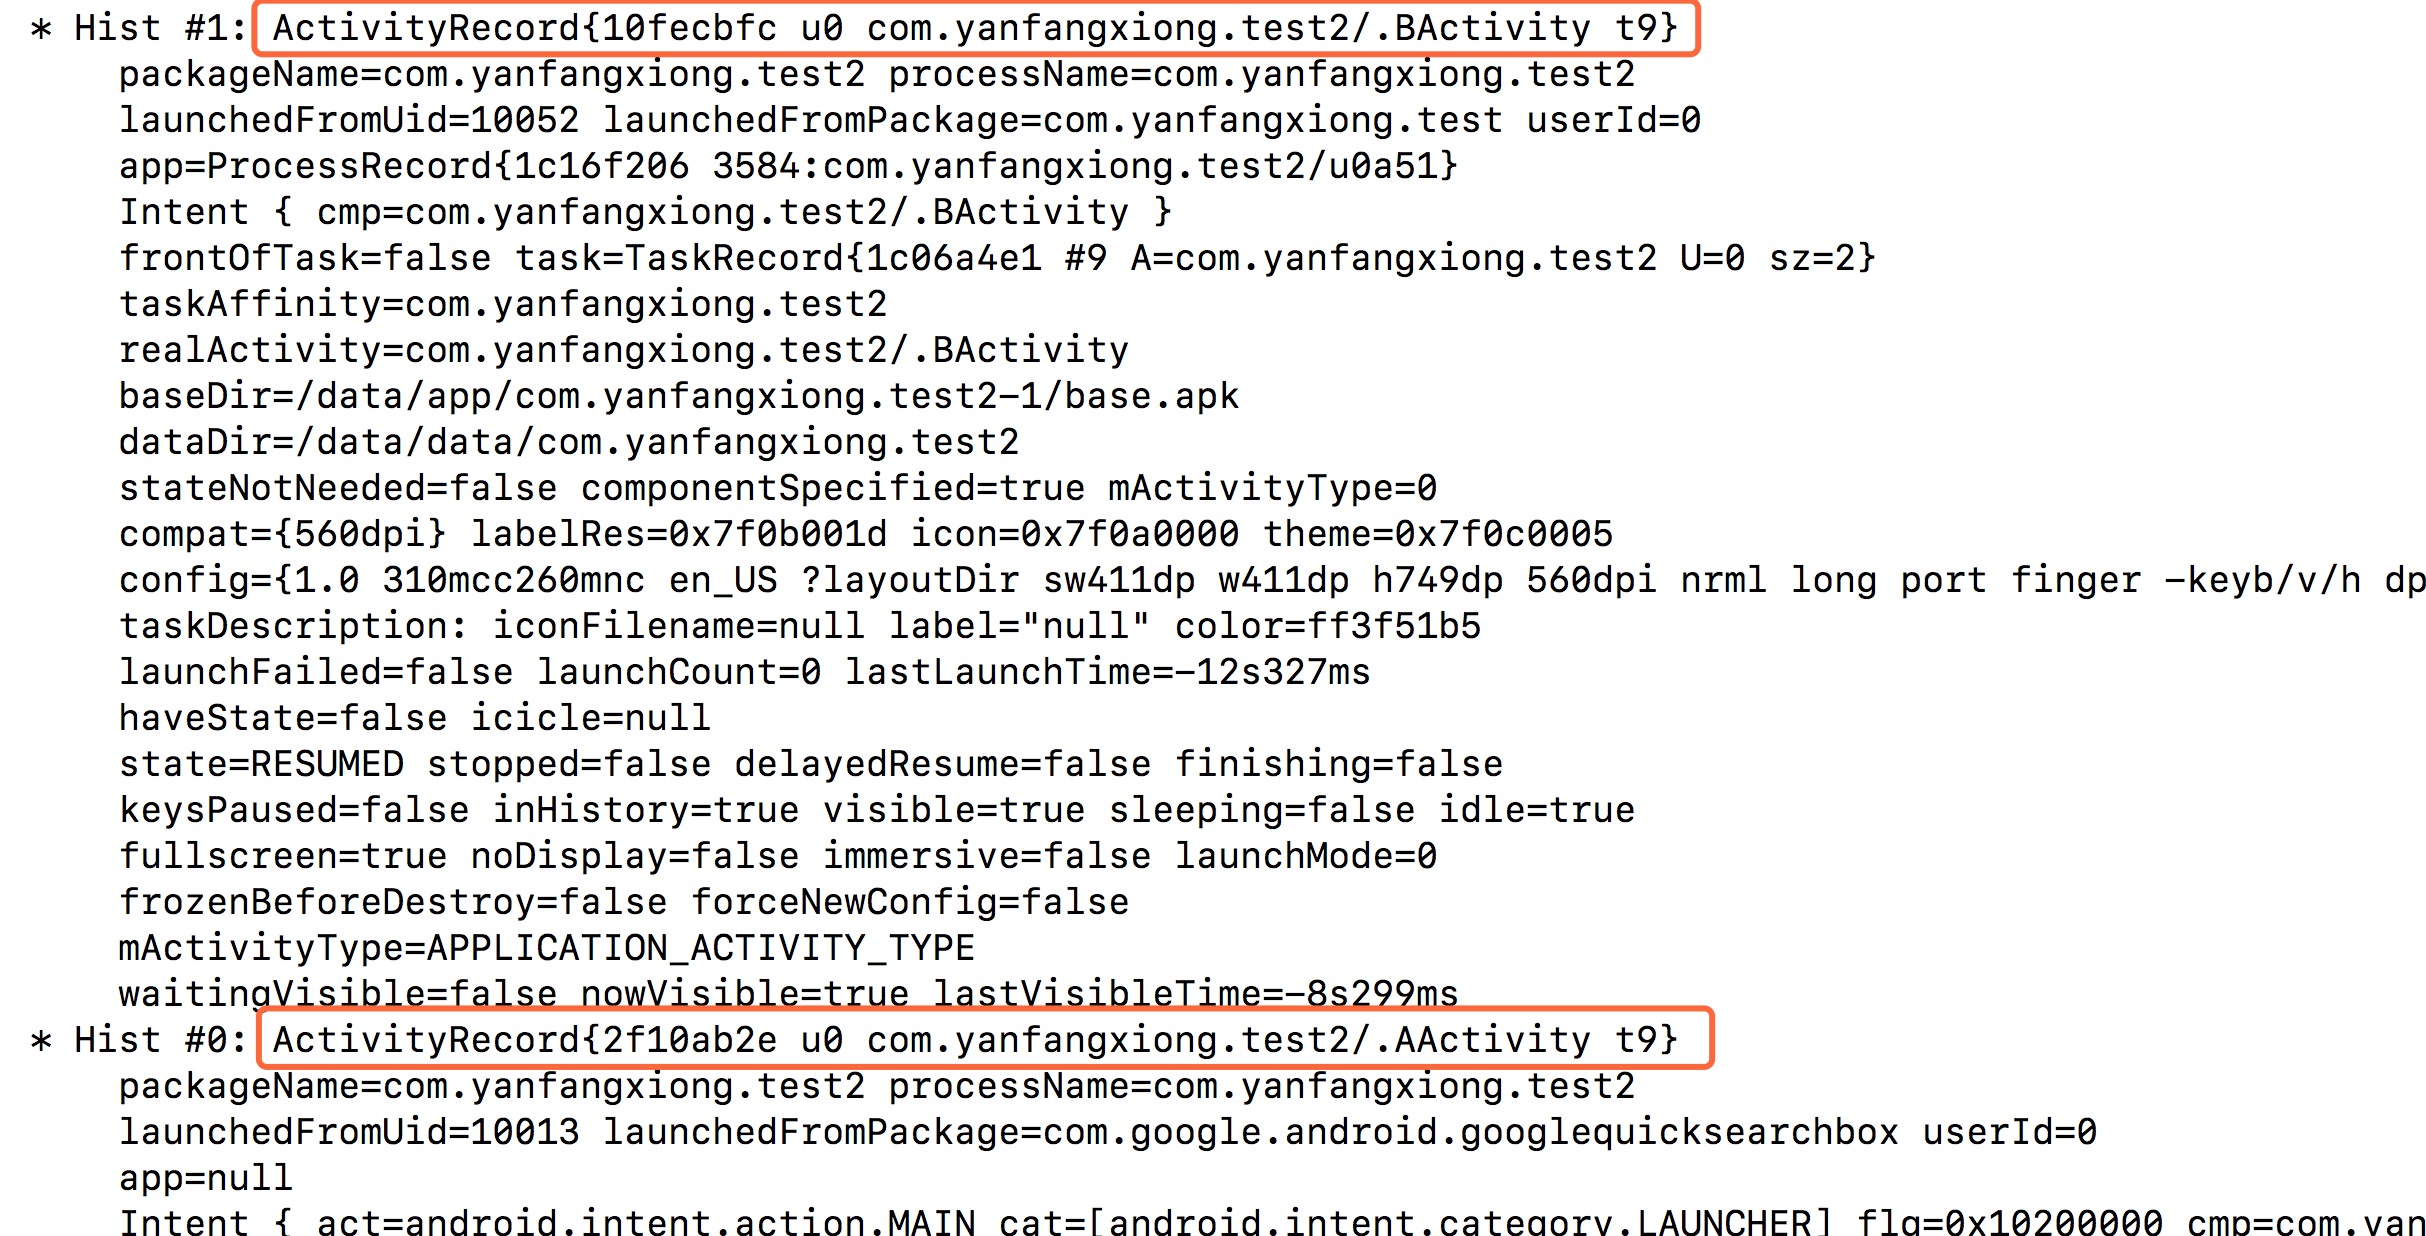 * Hist #1: ActivityRecord{10fecbfc u0 com.yanfangxiong.test2/.BActivity t9}
packageName=com.yanfangxiong.test2 processName=com.yanfangxiong.test2
launchedFromUid=10052 launchedFromPackage=com.yanfangxiong.test userId=0
app=ProcessRecord{1c16f206 3584:com.yanfangxiong.test2/u0a51}
Intent { cmp=com.yanfangxiong.test2/.BActivity }
frontOfTask=false task=TaskRecord{1c06a4e1 #9 A=com.yanfangxiong.test2 U=0 sz=2}
taskAffinity=com.yanfangxiong.test2
realActivity=com.yanfangxiong.test2/.BActivity
baseDir=/data/app/com.yanfangxiong.test2-1/base.apk
dataDir=/data/data/com.yanfangxiong.test2
stateNotNeeded=false componentSpecified=true mActivityType=0
compat={560dpi} labelRes=0x7f0b001d icon=0x7f0a0000 theme=0x7f0c0005
config={1.0 310mcc260mnc en_US ?layoutDir sw411dp w411dp h749dp 560dpi nrml long port finger -keyb/v/h dp
taskDescription: iconFilename=null label="null" color=ff3f51b5
launchFailed=false launchCount=0 lastLaunchTime=-12s327ms
haveState=false icicle=null
state=RESUMED stopped=false delayedResume=false finishing=false
keysPaused=false inHistory=true visible=true sleeping=false idle=true
fullscreen=true noDisplay=false immersive=false launchMode=0
frozenBeforeDestroy=false forceNewConfig=false
mActivityType=APPLICATION_ACTIVITY_TYPE
waitingVisible=false nowVisible=true lastVisibleTime=-8s299ms
* Hist #0: ActivityRecord{2f10ab2e u0 com.yanfangxiong.test2/.AActivity t9}
packageName=com.yanfangxiong.test2 processName=com.yanfangxiong.test2
launchedFromUid=10013 launchedFromPackage=com.google.android.googlequicksearchbox userId=0
app=null
Intent { act=android.intent.action.MAIN cat=[android.intent.category.LAUNCHER] flg=0x10200000 cmp=com.yan